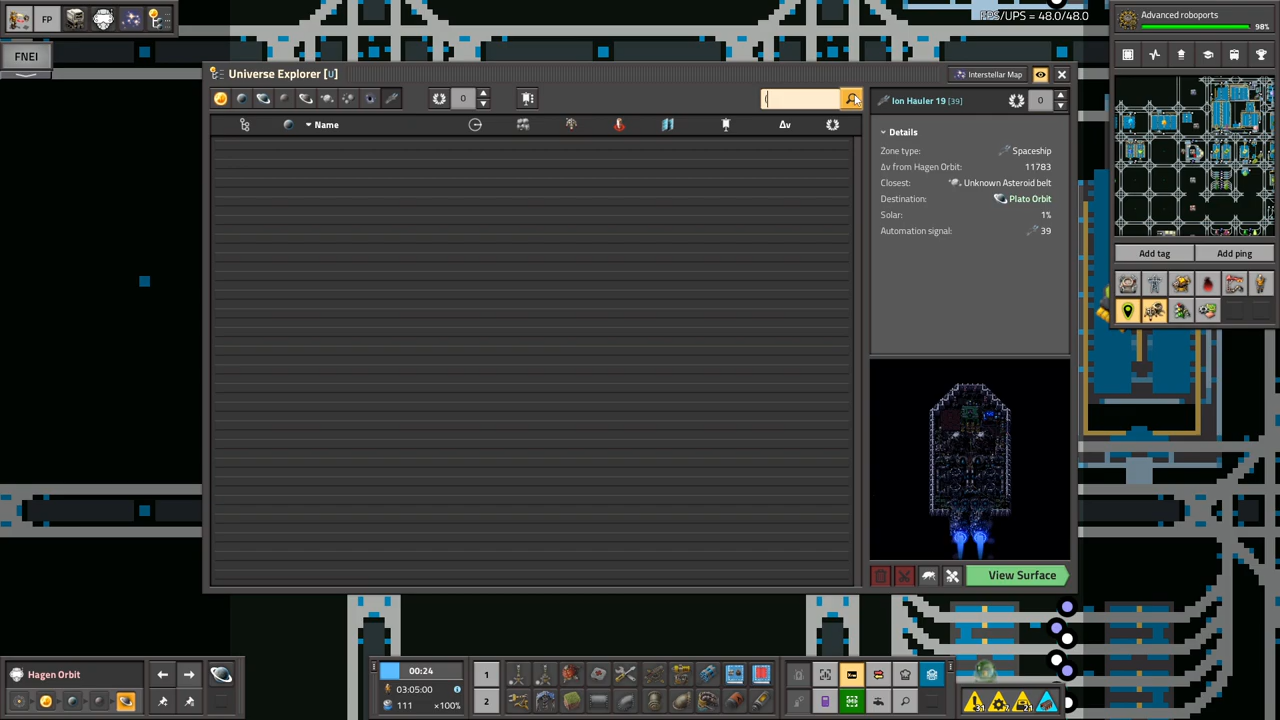 FP
FPS/UPS = 48.0/48.0
Advanced roboports
98%
FNEI
Universe Explorer [U]
Interstellar Map
0
(
Ion Hauler 19 [39]
0
Name
Δv
Details
Zone type: Spaceship
Δv from Hagen Orbit: 11783
Closest: Unknown Asteroid belt
Destination: Plato Orbit
Solar: 1%
Automation signal: 39
Add tag
Add ping
View Surface
Hagen Orbit
00:24
03:05:00
111 ×100%
1
2